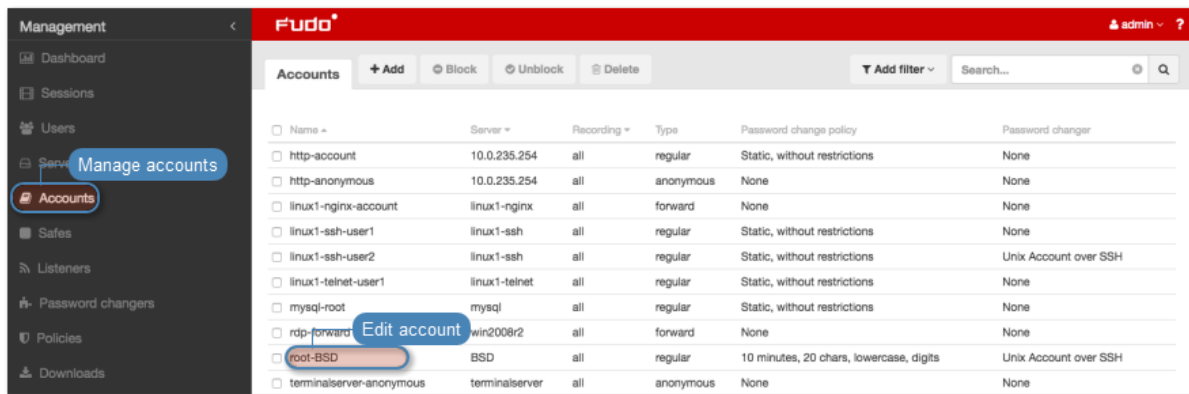 Management <
FUDO
admin ?
Dashboard
Sessions
Users
Manage accounts
Accounts
Safes
Listeners
Password changers
Policies
Downloads
Accounts + Add Block Unblock Delete Add filter Search...
Name Server Recording Type Password change policy Password changer
http-account 10.0.235.254 all regular Static, without restrictions None
http-anonymous 10.0.235.254 all anonymous None None
linux1-nginx-account linux1-nginx all forward None None
linux1-ssh-user1 linux1-ssh all regular Static, without restrictions None
linux1-ssh-user2 linux1-ssh all regular Static, without restrictions Unix Account over SSH
linux1-telnet-user1 linux1-telnet all regular Static, without restrictions None
mysql-root mysql all regular Static, without restrictions None
rdp-forward win2008r2 all forward None None
Edit account
root-BSD BSD all regular 10 minutes, 20 chars, lowercase, digits Unix Account over SSH
terminalserver-anonymous terminalserver all anonymous None None